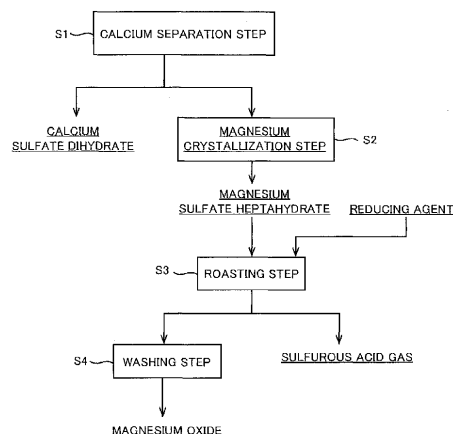 S1
CALCIUM SEPARATION STEP
CALCIUM
SULFATE DIHYDRATE
MAGNESIUM
CRYSTALLIZATION STEP
S2
MAGNESIUM
SULFATE HEPTAHYDRATE
REDUCING AGENT
S3
ROASTING STEP
S4
WASHING STEP
SULFUROUS ACID GAS
MAGNESIUM OXIDE